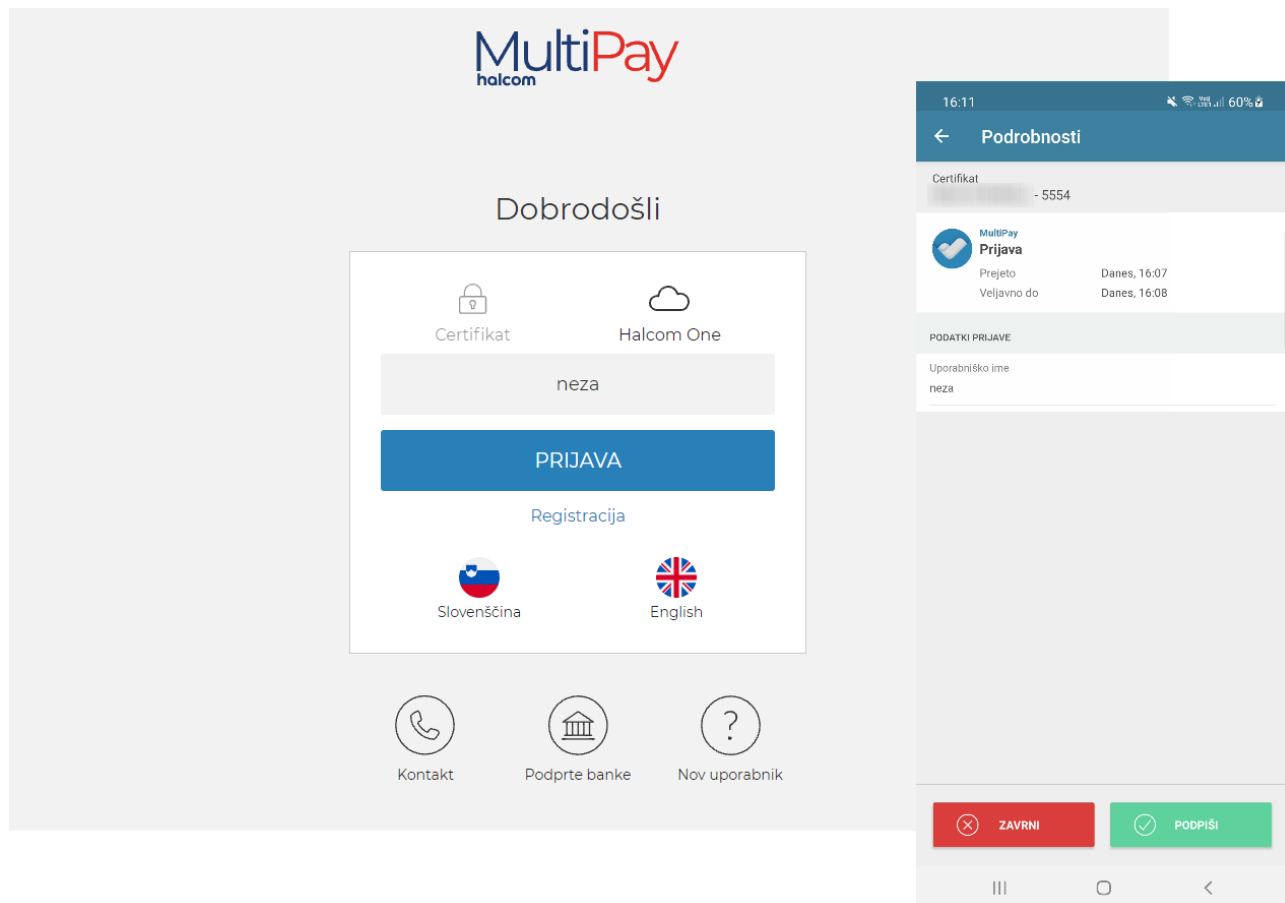 MultiPay
halcom
Dobrodošli
Certifikat
Halcom One
neza
PRIJAVA
Registracija
Slovenščina
English
Kontakt
Podprte banke
Nov uporabnik
16:11
60%
Podrobnosti
Certifikat
- 5554
MultiPay
Prijava
Prejeto Danes, 16:07
Veljavno do Danes, 16:08
PODATKI PRIJAVE
Uporabniško ime
neza
ZAVRNI
PODPIŠI